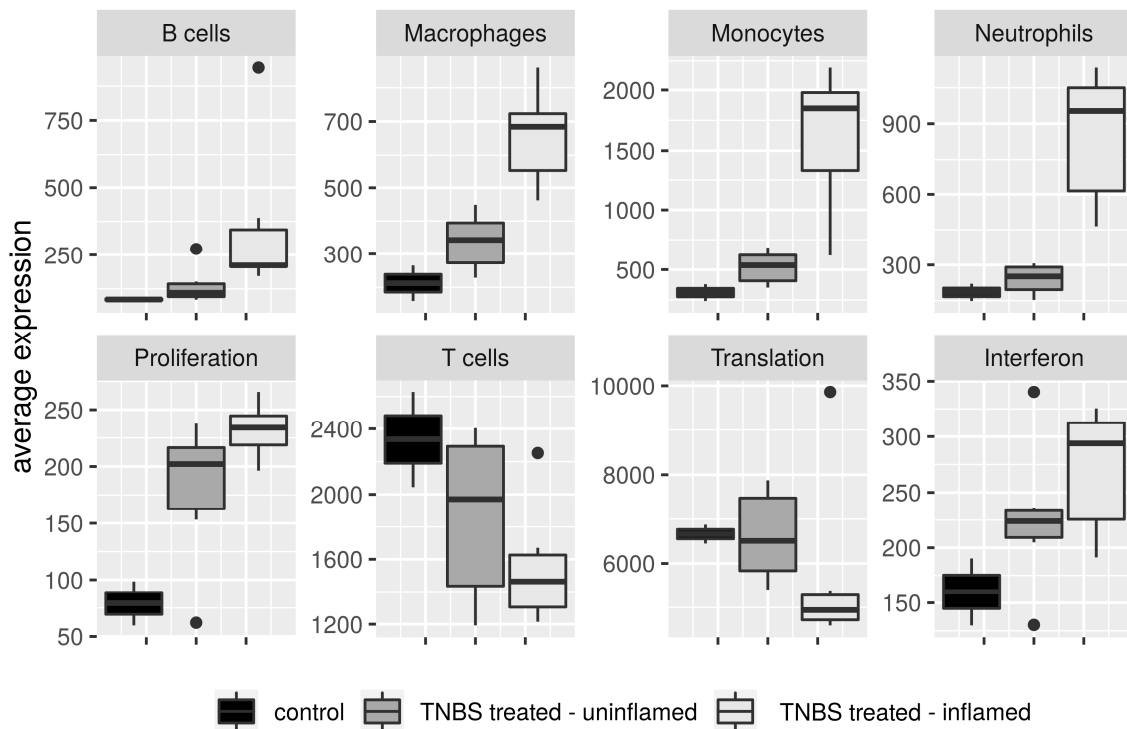 B cells
Macrophages
Monocytes
Neutrophils
750
500
250
700
500
300
2000
1500
1000
500
900
600
300
average expression
Proliferation
T cells
Translation
Interferon
250
200
150
100
50
2400
2000
1600
1200
10000
8000
6000
350
300
250
200
150
control
TNBS treated - uninflamed
TNBS treated - inflamed